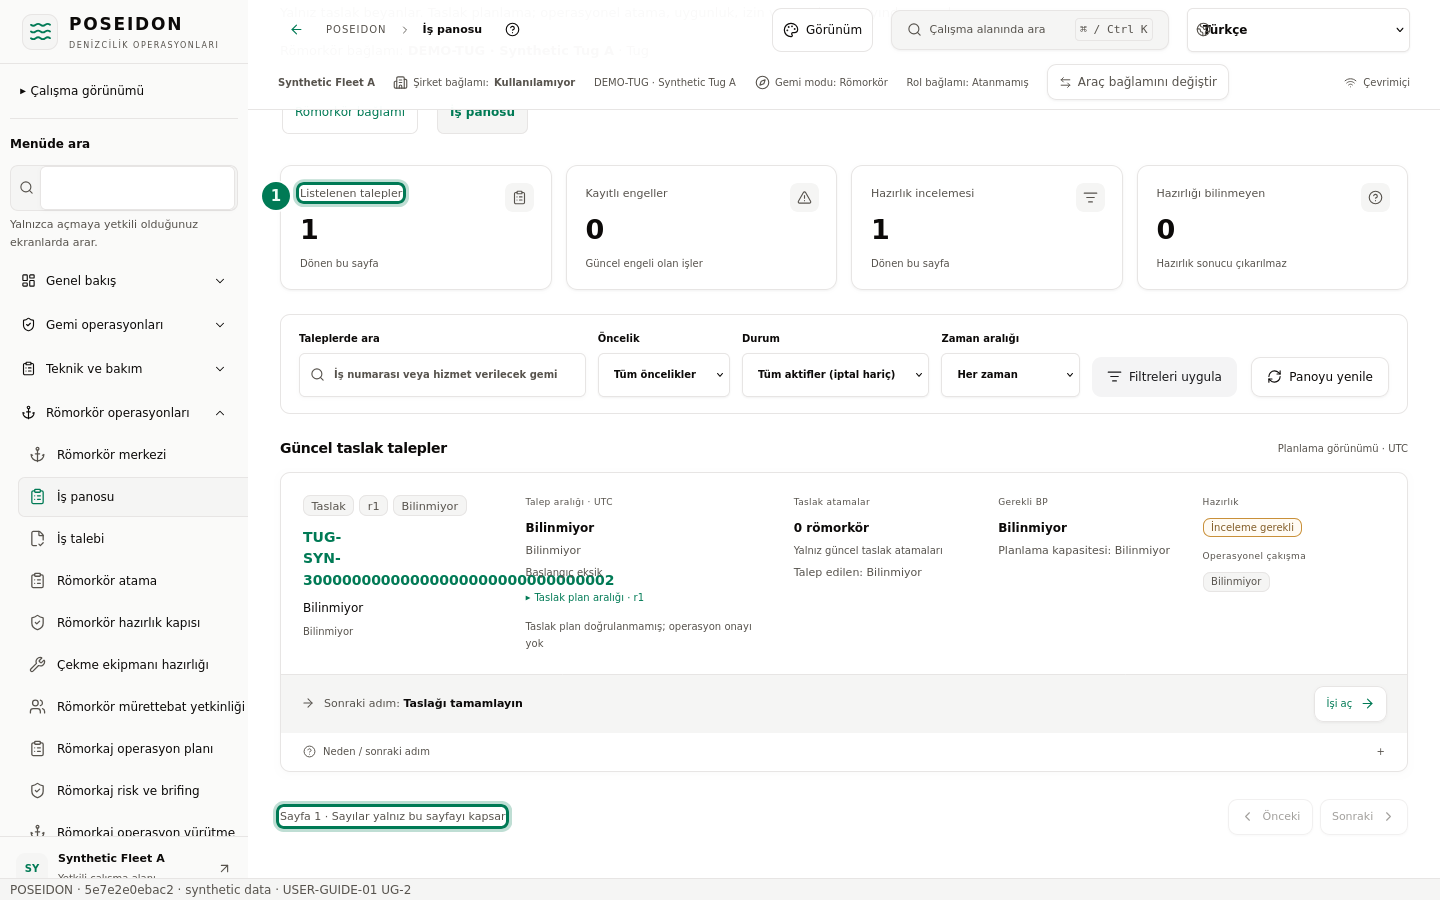 POSEIDON
DENİZCİLİK OPERASYONLARI
▸ Çalışma görünümü
Menüde ara
Yalnızca açmaya yetkili olduğunuz
ekranlarda arar.
Genel bakış
Gemi operasyonları
Teknik ve bakım
Römorkör operasyonları
Römorkör merkezi
İş panosu
İş talebi
Römorkör atama
Römorkör hazırlık kapısı
Çekme ekipmanı hazırlığı
Römorkör mürettebat yetkinliği
Römorkaj operasyon planı
Römorkaj risk ve brifing
Römorkaj operasyon yürütme
SY
Synthetic Fleet A
POSEIDON
İş panosu
Görünüm
Çalışma alanında ara
⌘ / Ctrl K
Türkçe
Synthetic Fleet A
Şirket bağlamı: Kullanılamıyor
DEMO-TUG · Synthetic Tug A
Gemi modu: Römorkör
Rol bağlamı: Atanmamış
Araç bağlamını değiştir
Çevrimiçi
Römorkör bağlamı
İş panosu
1
Listelenen talepler
1
Dönen bu sayfa
Kayıtlı engeller
0
Güncel engeli olan işler
Hazırlık incelemesi
1
Dönen bu sayfa
Hazırlığı bilinmeyen
0
Hazırlık sonucu çıkarılmaz
Taleplerde ara
İş numarası veya hizmet verilecek gemi
Öncelik
Tüm öncelikler
Durum
Tüm aktifler (iptal hariç)
Zaman aralığı
Her zaman
Filtreleri uygula
Panoyu yenile
Güncel taslak talepler
Planlama görünümü · UTC
Taslak
r1
Bilinmiyor
TUG-
SYN-
30000000000000000000000000000002
Bilinmiyor
Bilinmiyor
Talep aralığı · UTC
Bilinmiyor
Bilinmiyor
Başlangıç eksik
▸ Taslak plan aralığı · r1
Taslak plan doğrulanmamış; operasyon onayı
yok
Taslak atamalar
0 römorkör
Yalnız güncel taslak atamaları
Talep edilen: Bilinmiyor
Gerekli BP
Bilinmiyor
Planlama kapasitesi: Bilinmiyor
Hazırlık
İnceleme gerekli
Operasyonel çakışma
Bilinmiyor
Sonraki adım: Taslağı tamamlayın
İşi aç
Neden / sonraki adım
+
Sayfa 1 · Sayılar yalnız bu sayfayı kapsar
Önceki
Sonraki
POSEIDON · 5e7e2e0ebac2 · synthetic data · USER-GUIDE-01 UG-2